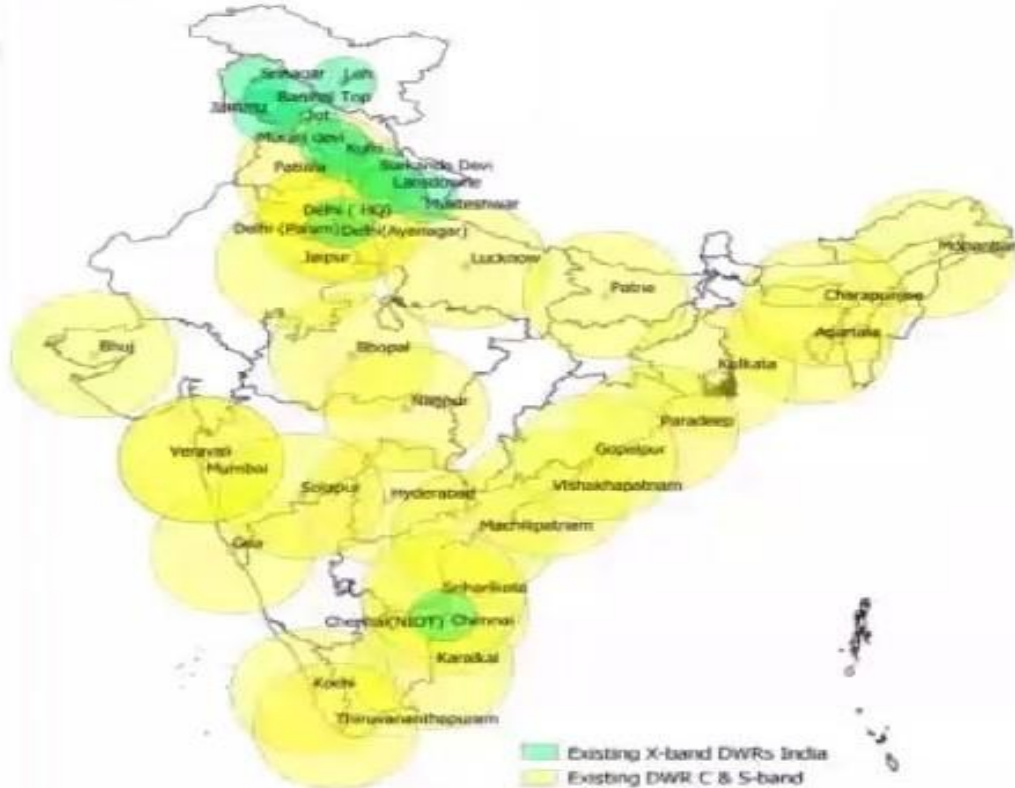 Srinagar
Leh
Banihal Top
Jammu
Jot
Murari Devi
Kufri
Patiala
Surkanda Devi
Lansdowne
Mukteshwar
Delhi ( HQ)
Delhi (Palam)
Delhi(Ayanagar)
Jaipur
Lucknow
Patna
Mohanbari
Cherapunjee
Agartala
Bhuj
Bhopal
Kolkata
Nagpur
Paradeep
Veravali
Mumbai
Gopalpur
Solapur
Hyderabad
Vishakhapatnam
Machilipatnam
Goa
Sriharikota
Chennai(NIOT)
Chennai
Karaikal
Kochi
Thiruvananthapuram
Existing X-band DWRs India
Existing DWR C & S-band